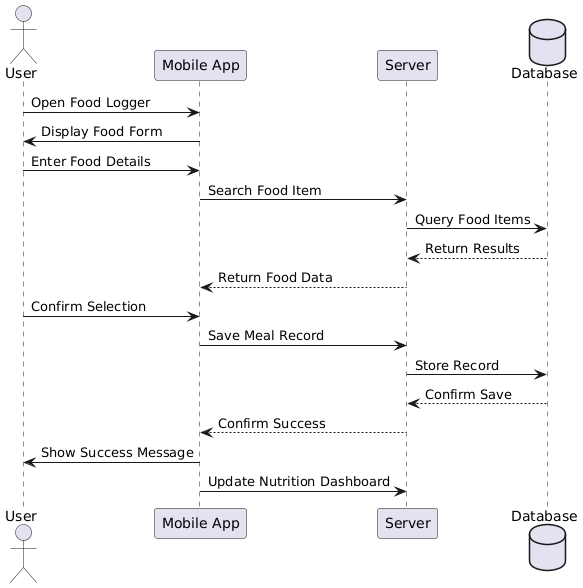 User
Mobile App
Server
Database
Open Food Logger
Display Food Form
Enter Food Details
Search Food Item
Query Food Items
Return Results
Return Food Data
Confirm Selection
Save Meal Record
Store Record
Confirm Save
Confirm Success
Show Success Message
Update Nutrition Dashboard
User
Mobile App
Server
Database